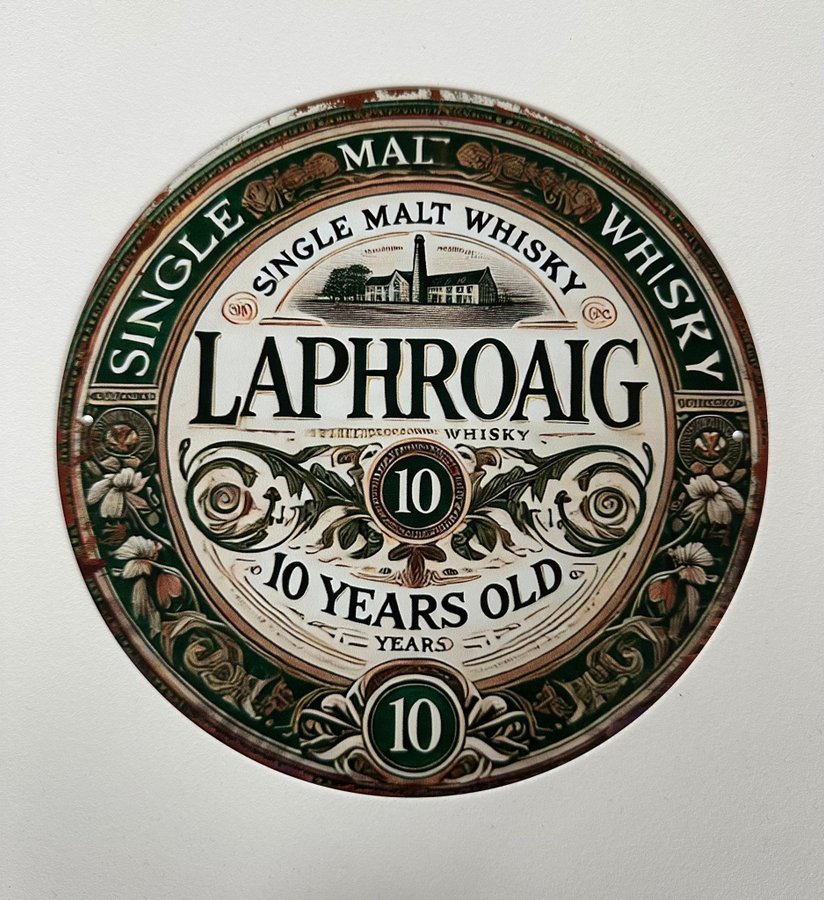 SINGLE MALT WHISKY
SINGLE MALT WHISKY
LAPHROAIG
WHISKY
10
10 YEARS OLD
YEARS
10